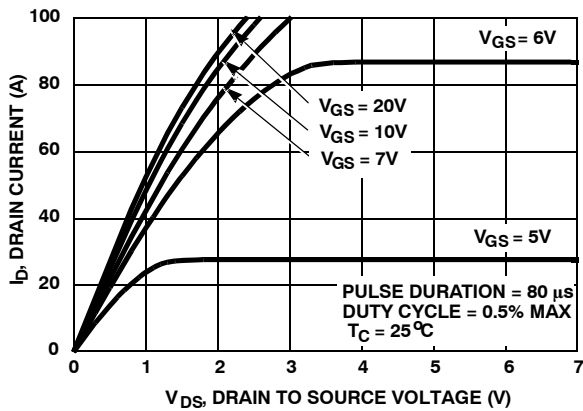 100
80
60
40
20
0
I_D, DRAIN CURRENT (A)
V_GS = 6V
V_GS = 20V
V_GS = 10V
V_GS = 7V
V_GS = 5V
PULSE DURATION = 80 µs
DUTY CYCLE = 0.5% MAX
T_C = 25°C
0 1 2 3 4 5 6 7
V_DS, DRAIN TO SOURCE VOLTAGE (V)